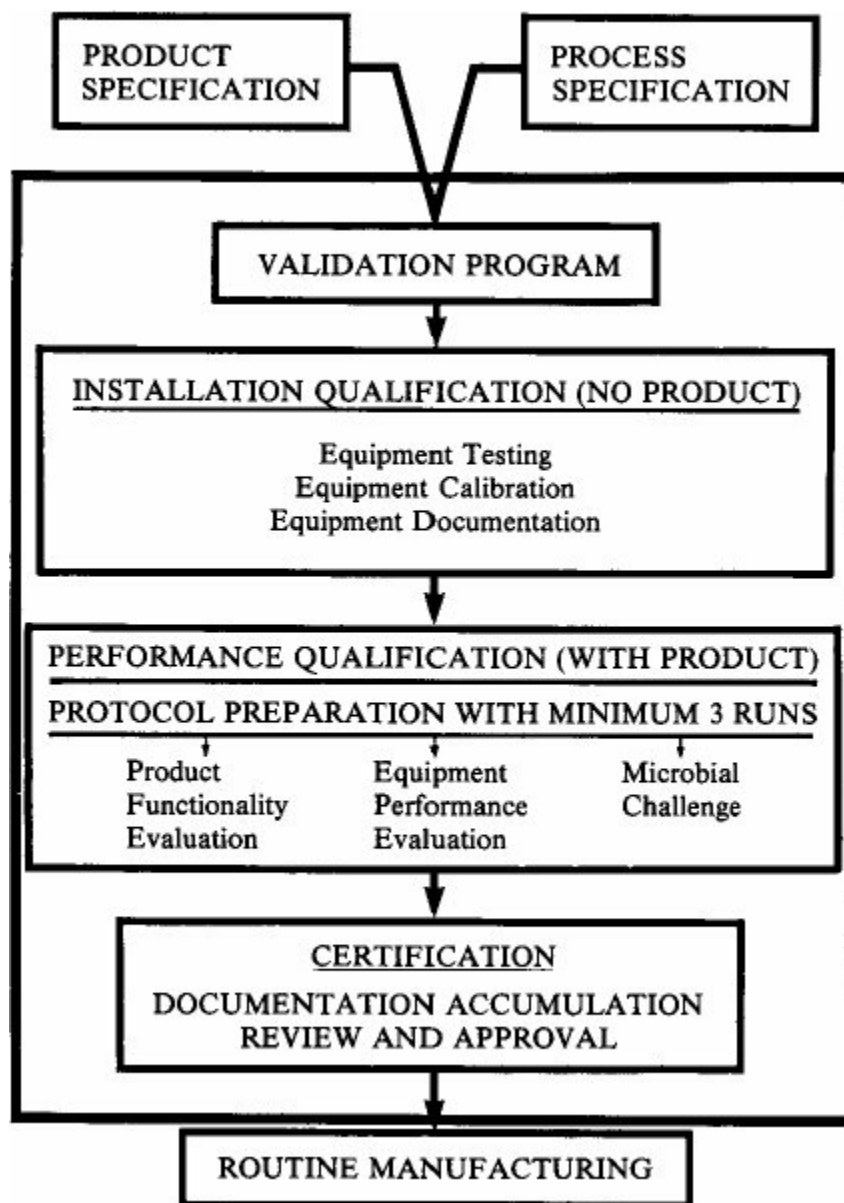 PRODUCT
SPECIFICATION
PROCESS
SPECIFICATION
VALIDATION PROGRAM
INSTALLATION QUALIFICATION (NO PRODUCT)
Equipment Testing
Equipment Calibration
Equipment Documentation
PERFORMANCE QUALIFICATION (WITH PRODUCT)
PROTOCOL PREPARATION WITH MINIMUM 3 RUNS
Product
Functionality
Evaluation
Equipment
Performance
Evaluation
Microbial
Challenge
CERTIFICATION
DOCUMENTATION ACCUMULATION
REVIEW AND APPROVAL
ROUTINE MANUFACTURING